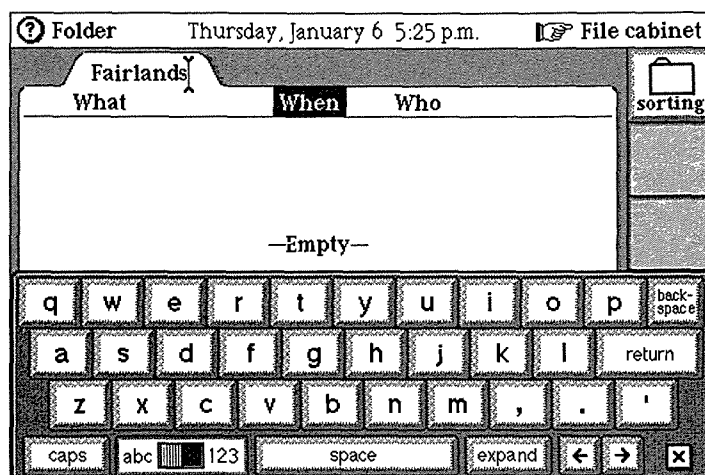 ? Folder Thursday, January 6 5:25 p.m. File cabinet
Fairlands
What When Who
sorting
—Empty—
q w e r t y u i o p back-
space
a s d f g h j k l return
z x c v b n m , . '
caps abc 123 space expand ← → x